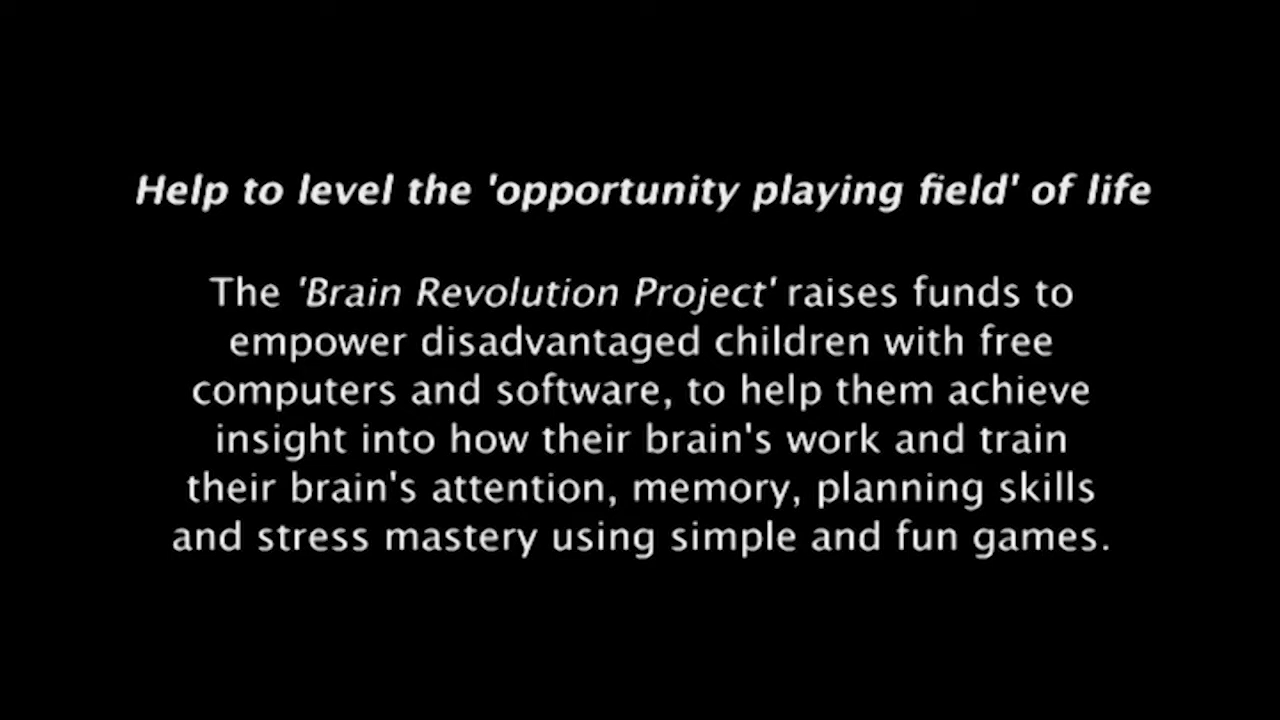 Help to level the 'opportunity playing field' of life
The 'Brain Revolution Project' raises funds to
empower disadvantaged children with free
computers and software, to help them achieve
insight into how their brain's work and train
their brain's attention, memory, planning skills
and stress mastery using simple and fun games.